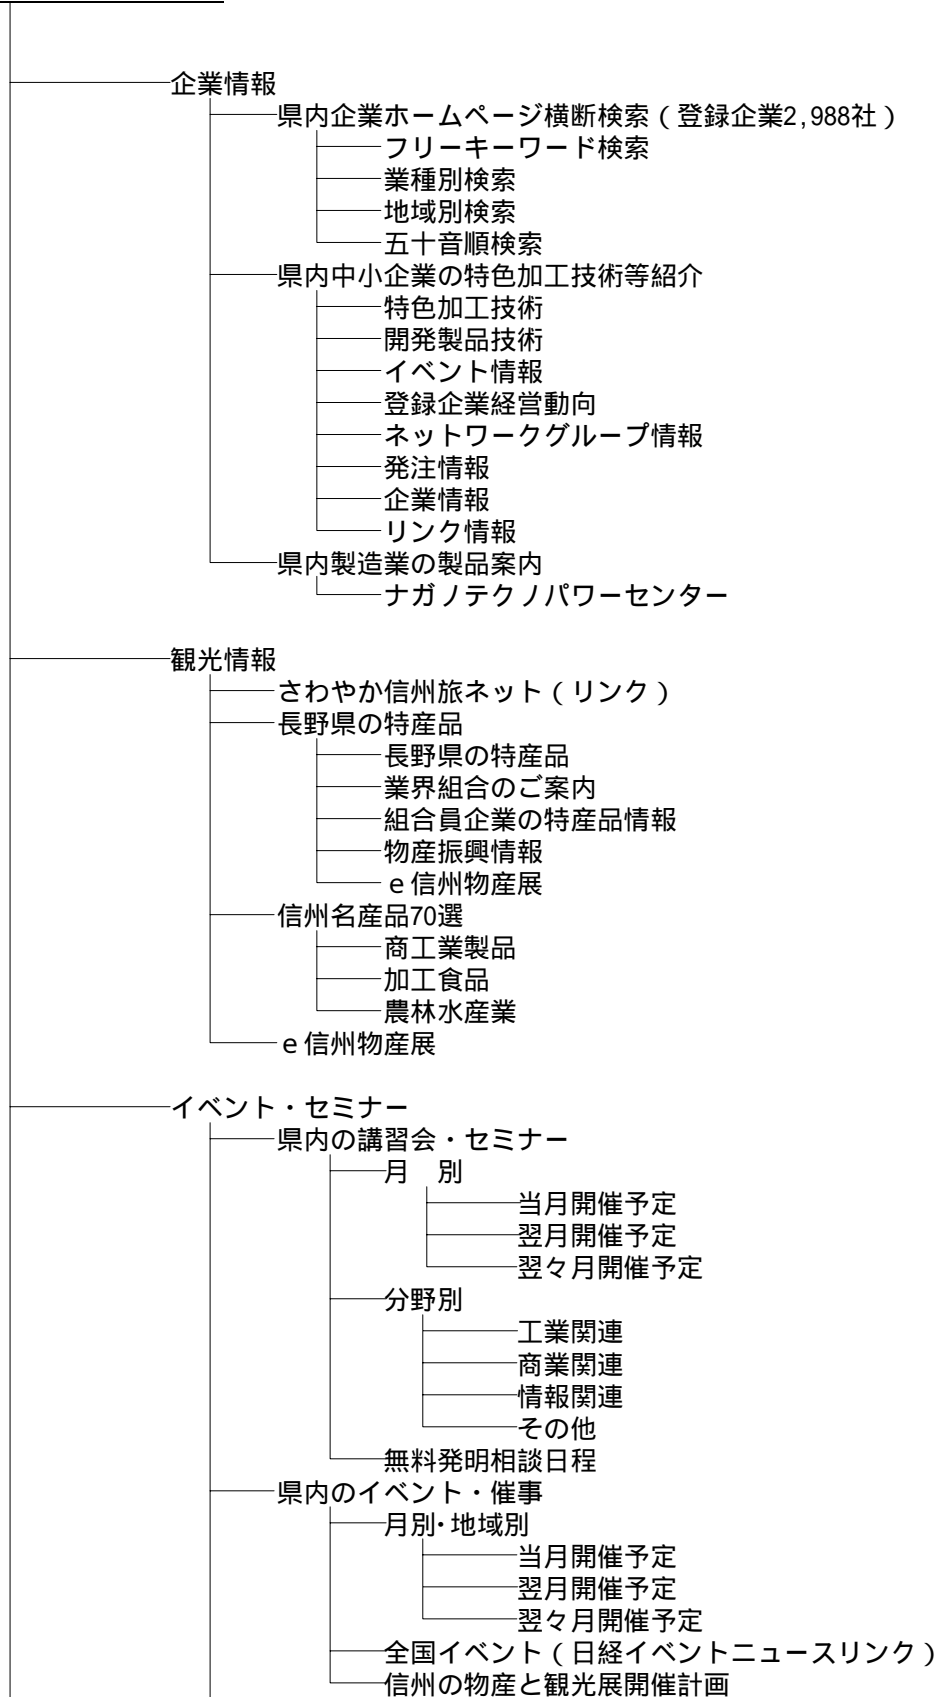 企業情報
県内企業ホームページ横断検索（登録企業2,988社）
フリーキーワード検索
業種別検索
地域別検索
五十音順検索
県内中小企業の特色加工技術等紹介
特色加工技術
開発製品技術
イベント情報
登録企業経営動向
ネットワークグループ情報
発注情報
企業情報
リンク情報
県内製造業の製品案内
ナガノテクノパワーセンター
観光情報
さわやか信州旅ネット（リンク）
長野県の特産品
長野県の特産品
業界組合のご案内
組合員企業の特産品情報
物産振興情報
ｅ信州物産展
信州名産品70選
商工業製品
加工食品
農林水産業
ｅ信州物産展
イベント・セミナー
県内の講習会・セミナー
月　別
当月開催予定
翌月開催予定
翌々月開催予定
分野別
工業関連
商業関連
情報関連
その他
無料発明相談日程
県内のイベント・催事
月別･地域別
当月開催予定
翌月開催予定
翌々月開催予定
全国イベント（日経イベントニュースリンク）
信州の物産と観光展開催計画